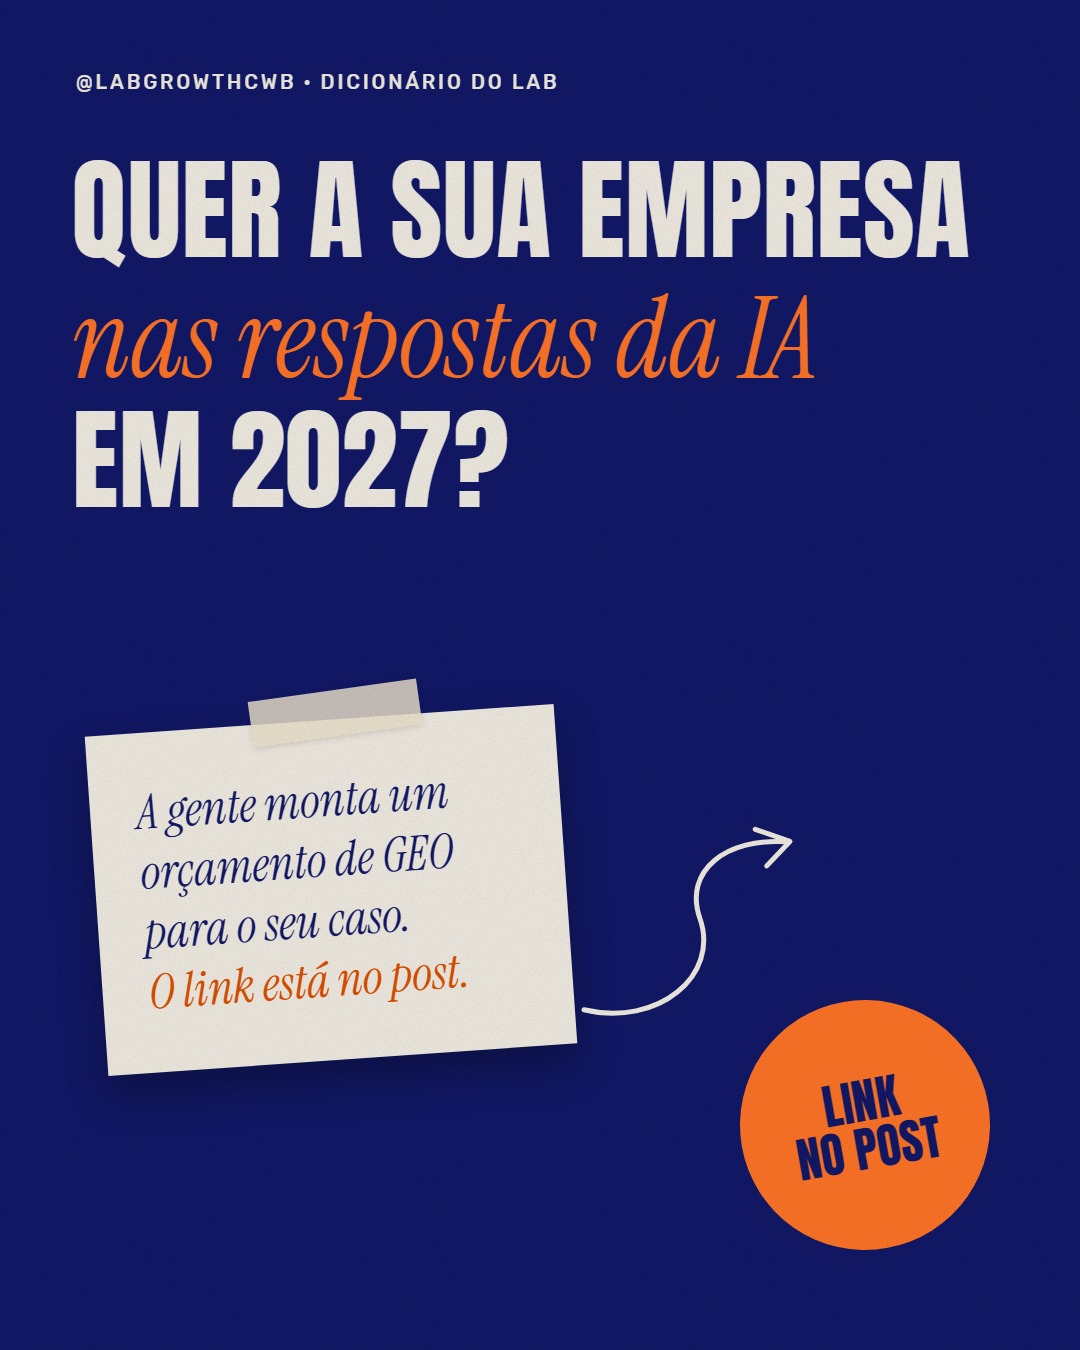 @LABGROWTHCWB • DICIONÁRIO DO LAB
QUER A SUA EMPRESA
nas respostas da IA
EM 2027?
A gente monta um
orçamento de GEO
para o seu caso.
O link está no post.
LINK
NO POST